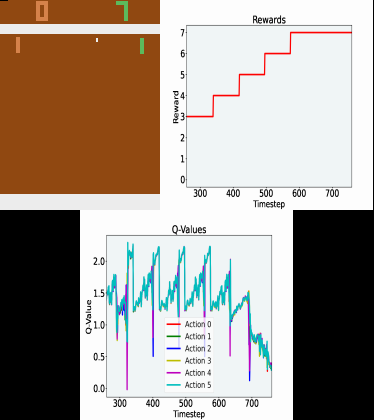 0 7
Rewards
7
6
5
4
3
2
1
0
Reward
300 400 500 600 700
Timestep
Q-Values
2.0
1.5
1.0
0.5
0.0
Q-Value
Action 0
Action 1
Action 2
Action 3
Action 4
Action 5
300 400 500 600 700
Timestep